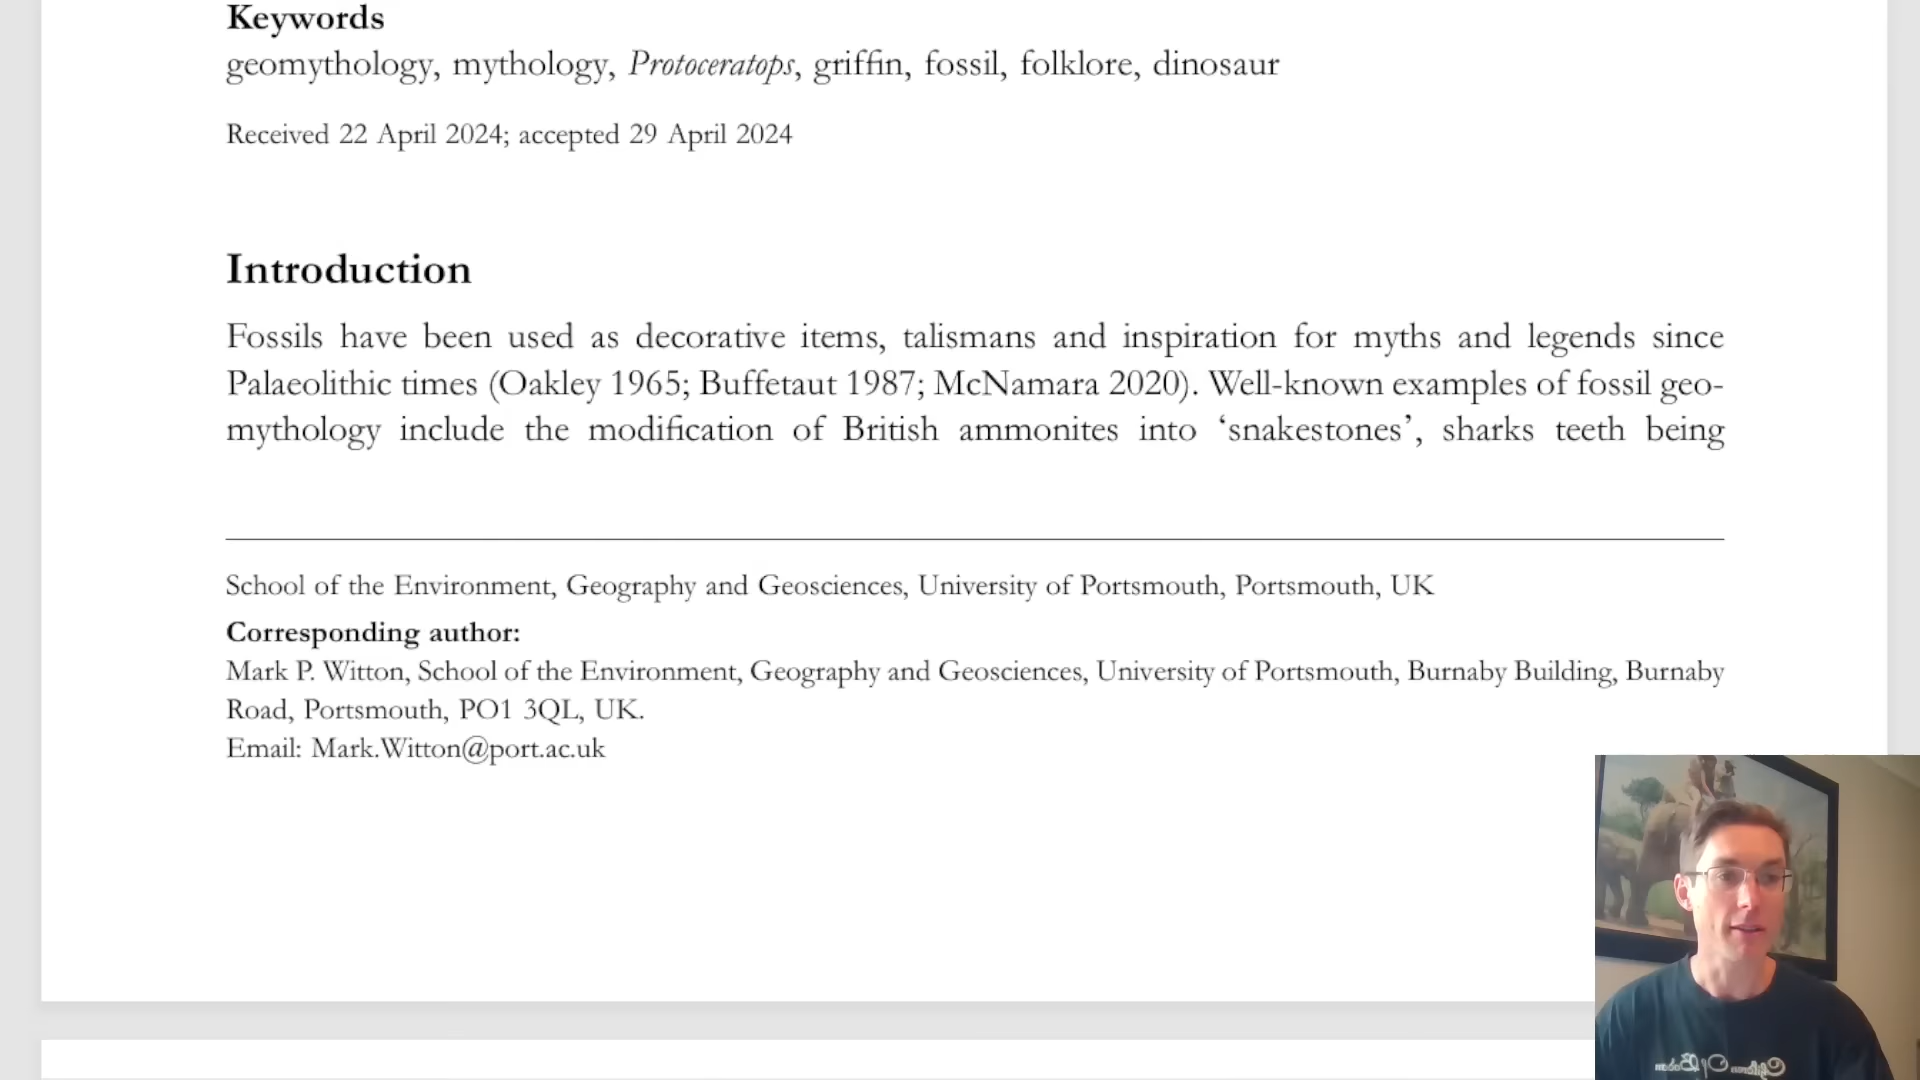 Keywords
geomythology, mythology, Protoceratops, griffin, fossil, folklore, dinosaur
Received 22 April 2024; accepted 29 April 2024
Introduction
Fossils have been used as decorative items, talismans and inspiration for myths and legends since
Palaeolithic times (Oakley 1965; Buffetaut 1987; McNamara 2020). Well-known examples of fossil geo-
mythology include the modification of British ammonites into ‘snakestones’, sharks teeth being
School of the Environment, Geography and Geosciences, University of Portsmouth, Portsmouth, UK
Corresponding author:
Mark P. Witton, School of the Environment, Geography and Geosciences, University of Portsmouth, Burnaby Building, Burnaby
Road, Portsmouth, PO1 3QL, UK.
Email: Mark.Witton@port.ac.uk